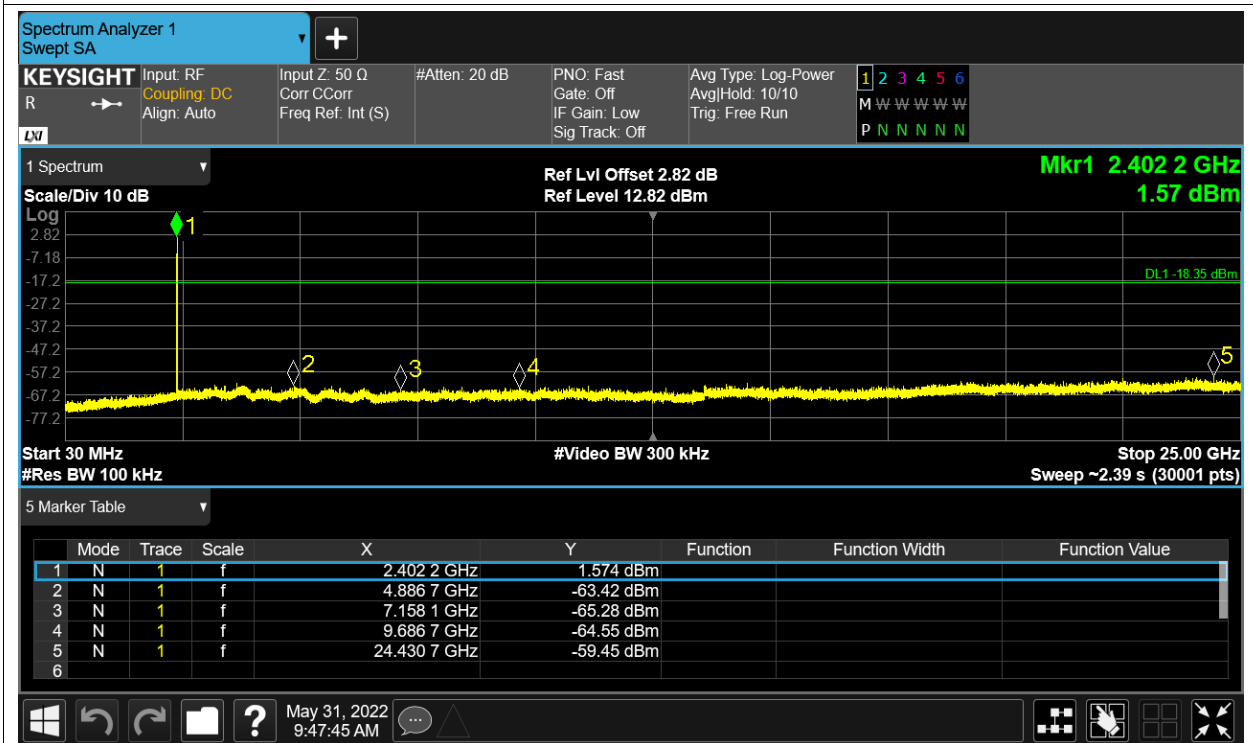 Spectrum Analyzer 1
Swept SA
KEYSIGHT
R
LXI
Input: RF
Coupling: DC
Align: Auto
Input Z: 50 Ω
Corr CCorr
Freq Ref: Int (S)
#Atten: 20 dB
PNO: Fast
Gate: Off
IF Gain: Low
Sig Track: Off
Avg Type: Log-Power
Avg|Hold: 10/10
Trig: Free Run
1 2 3 4 5 6
M W W W W W
P N N N N N
1 Spectrum
Scale/Div 10 dB
Ref Lvl Offset 2.82 dB
Ref Level 12.82 dBm
Mkr1 2.402 2 GHz
1.57 dBm
Log
2.82
-7.18
-17.2
-27.2
-37.2
-47.2
-57.2
-67.2
-77.2
1
DL1 -18.35 dBm
2
3
4
5
Start 30 MHz
#Video BW 300 kHz
Stop 25.00 GHz
#Res BW 100 kHz
Sweep ~2.39 s (30001 pts)
5 Marker Table
Mode Trace Scale X Y Function Function Width Function Value
1 N 1 f 2.402 2 GHz 1.574 dBm
2 N 1 f 4.886 7 GHz -63.42 dBm
3 N 1 f 7.158 1 GHz -65.28 dBm
4 N 1 f 9.686 7 GHz -64.55 dBm
5 N 1 f 24.430 7 GHz -59.45 dBm
6
?
May 31, 2022
9:47:45 AM